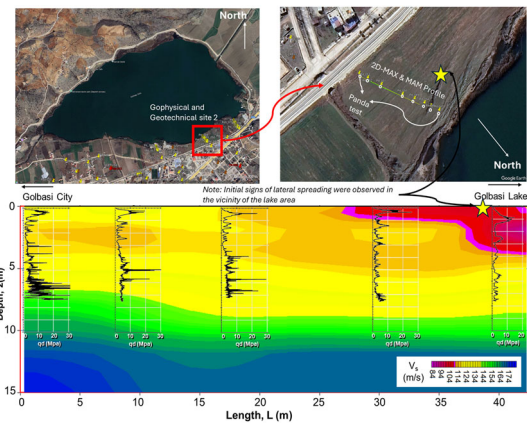 North
Gophysical and
Geotechnical site 2
2D-MAX & MAM Profile
Panda
test
North
Google Earth
Note: Initial signs of lateral spreading were observed in
the vicinity of the lake area
Golbasi City
Golbasi Lake
0
5
10
15
Depth, Z(m)
0 10 20 30
qd (Mpa)
0 10 20 30
qd (Mpa)
0 10 20 30
qd (Mpa)
0 10 20 30
qd (Mpa)
0 10 20
qd (Mpa)
Vs
(m/s)
84 94 104 114 124 134 144 154 164 174
0 5 10 15 20 25 30 35 40
Length, L (m)